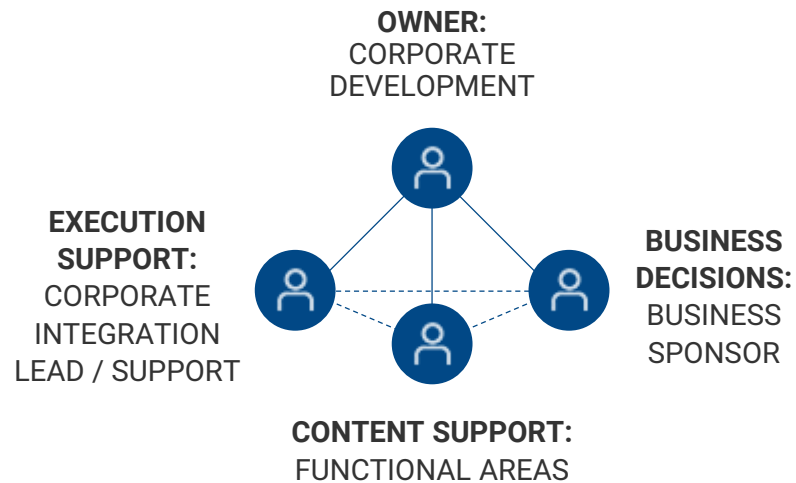 OWNER:
CORPORATE
DEVELOPMENT
EXECUTION
SUPPORT:
CORPORATE
INTEGRATION
LEAD / SUPPORT
BUSINESS
DECISIONS:
BUSINESS
SPONSOR
CONTENT SUPPORT:
FUNCTIONAL AREAS